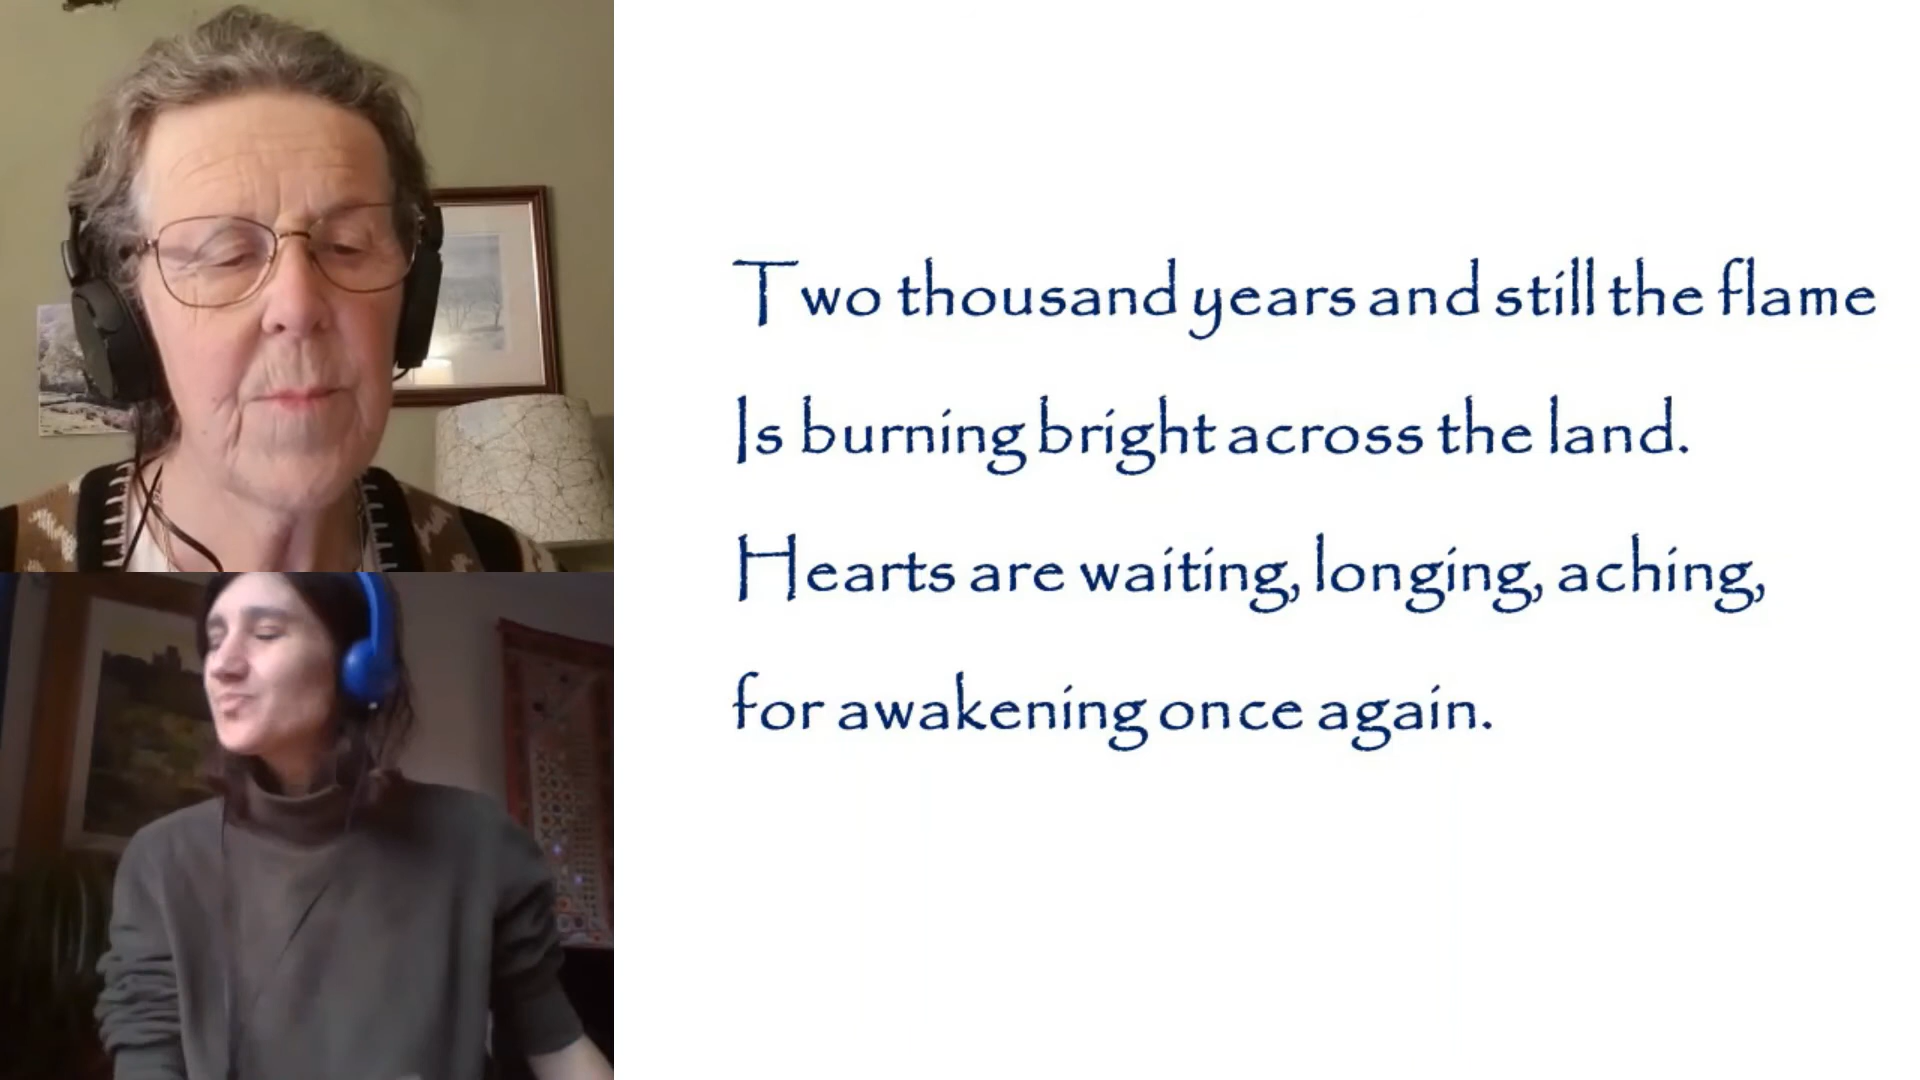 Two thousand years and still the flame
Is burning bright across the land.
Hearts are waiting, longing, aching,
for awakening once again.